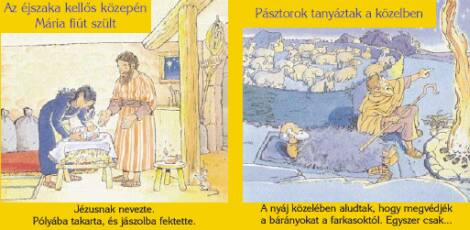 Az éjszaka kellős közepén
Mária fiút szült
Jézusnak nevezte.
Pólyába takarta, és jászolba fektette.
Pásztorok tanyáztak a közelben
A nyáj közelében aludtak, hogy megvédjék
a bárányokat a farkasoktól. Egyszer csak...